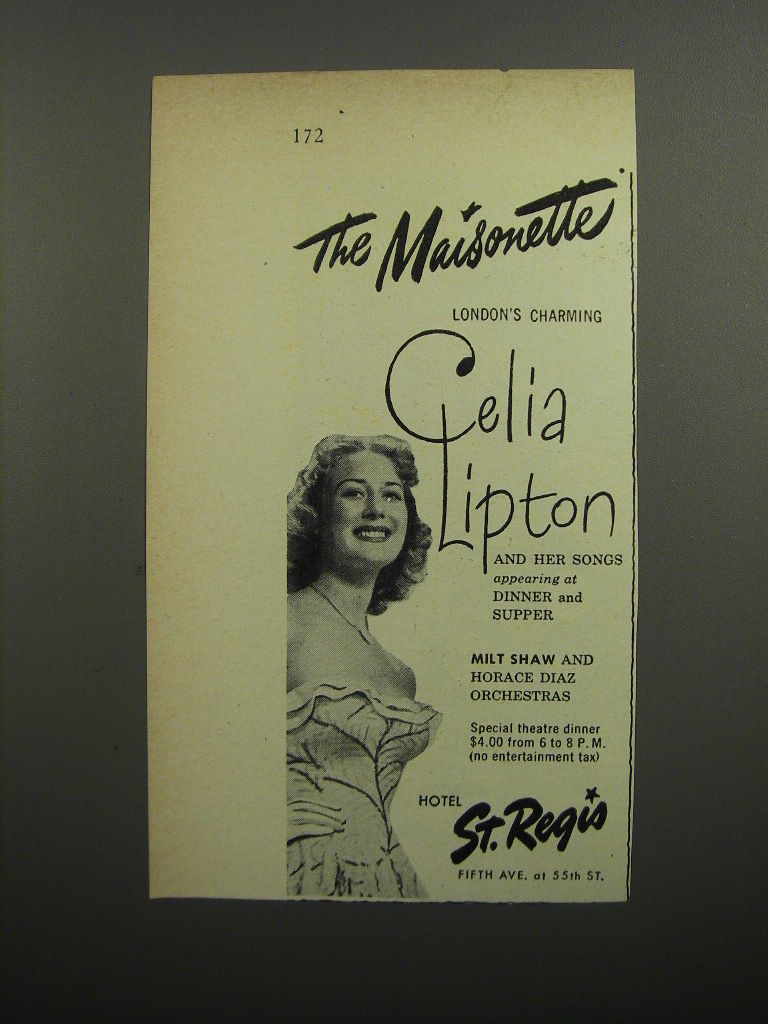 172
The Maisonette
LONDON'S CHARMING
Celia
Lipton
AND HER SONGS
appearing at
DINNER and
SUPPER
MILT SHAW AND
HORACE DIAZ
ORCHESTRAS
Special theatre dinner
$4.00 from 6 to 8 P.M.
(no entertainment tax)
HOTEL
St. Regis
FIFTH AVE. at 55th ST.